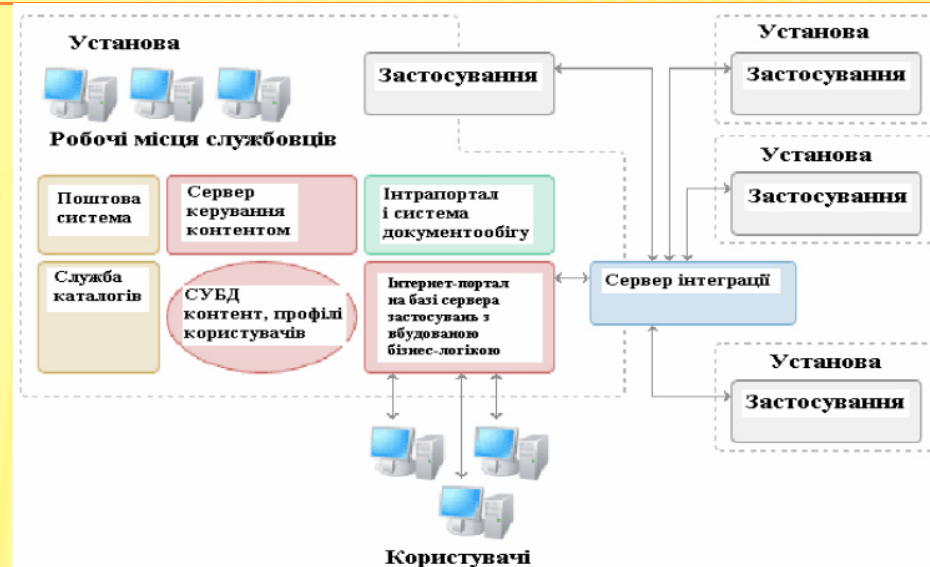 Установа
Застосування
Робочі місця службовців
Поштова
система
Сервер
керування
контентом
Інтрапортал
і система
документообігу
Служба
каталогів
СУБД
контент, профілі
користувачів
Інтернет-портал
на базі сервера
застосувань з
вбудованою
бізнес-логікою
Сервер інтеграції
Установа
Застосування
Установа
Застосування
Установа
Застосування
Користувачі